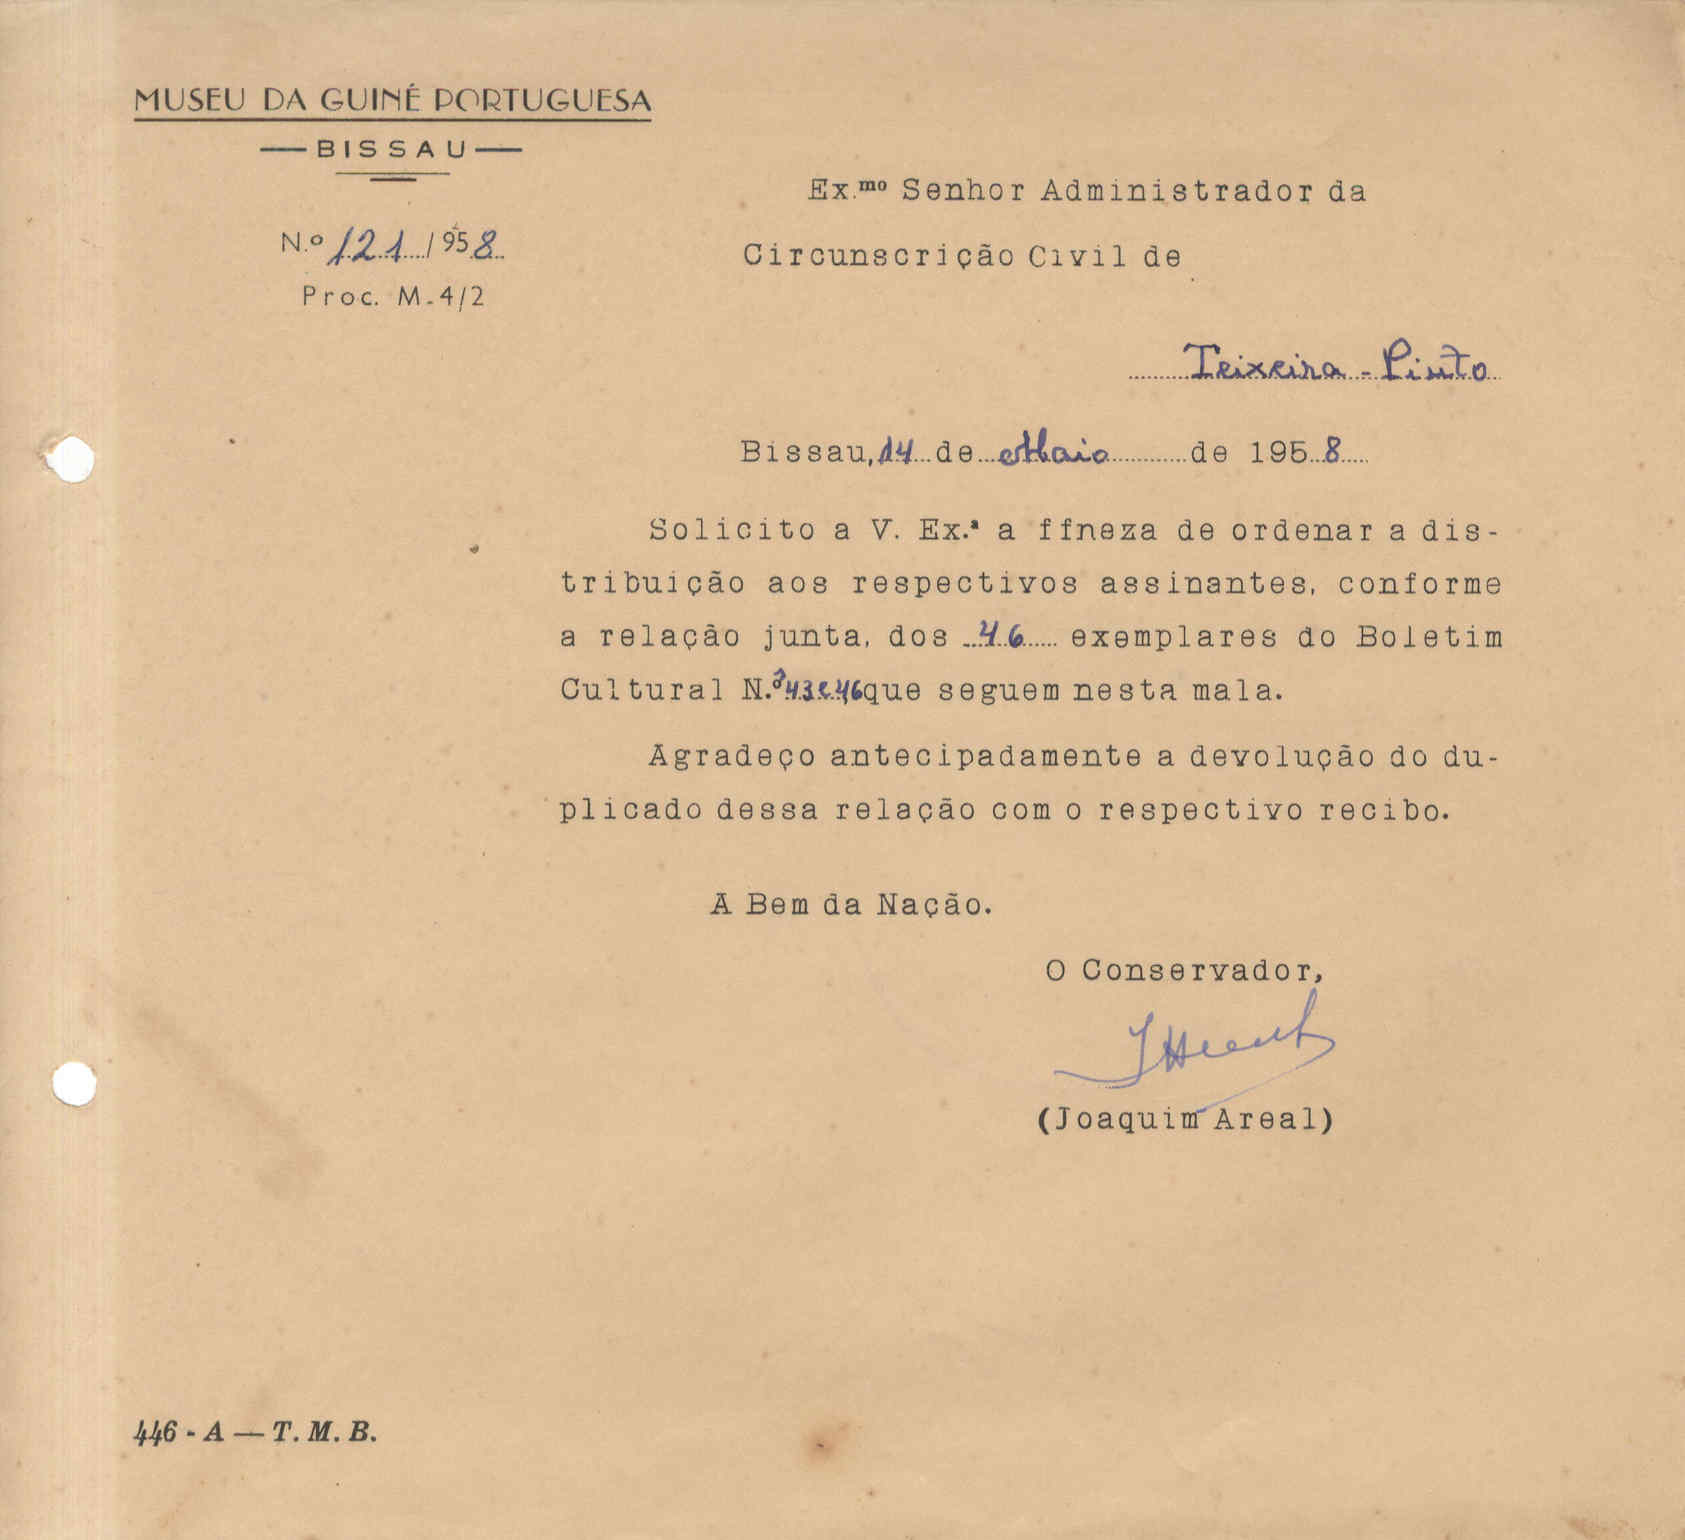 MUSEU DA GUINÉ PORTUGUESA
— BISSAU —
N.º 121 / 958
Proc. M-4/2
Ex.mo Senhor Administrador da
Circunscrição Civil de
Teixeira-Pinto
Bissau, 14 de Maio de 1958
Solicito a V. Ex.ª a ffneza de ordenar a dis-
tribuição aos respectivos assinantes, conforme
a relação junta, dos 46 exemplares do Boletim
Cultural N.º 43 e 46 que seguem nesta mala.
Agradeço antecipadamente a devolução do du-
plicado dessa relação com o respectivo recibo.
A Bem da Nação.
O Conservador,
(Joaquim Areal)
446 - A — T. M. B.